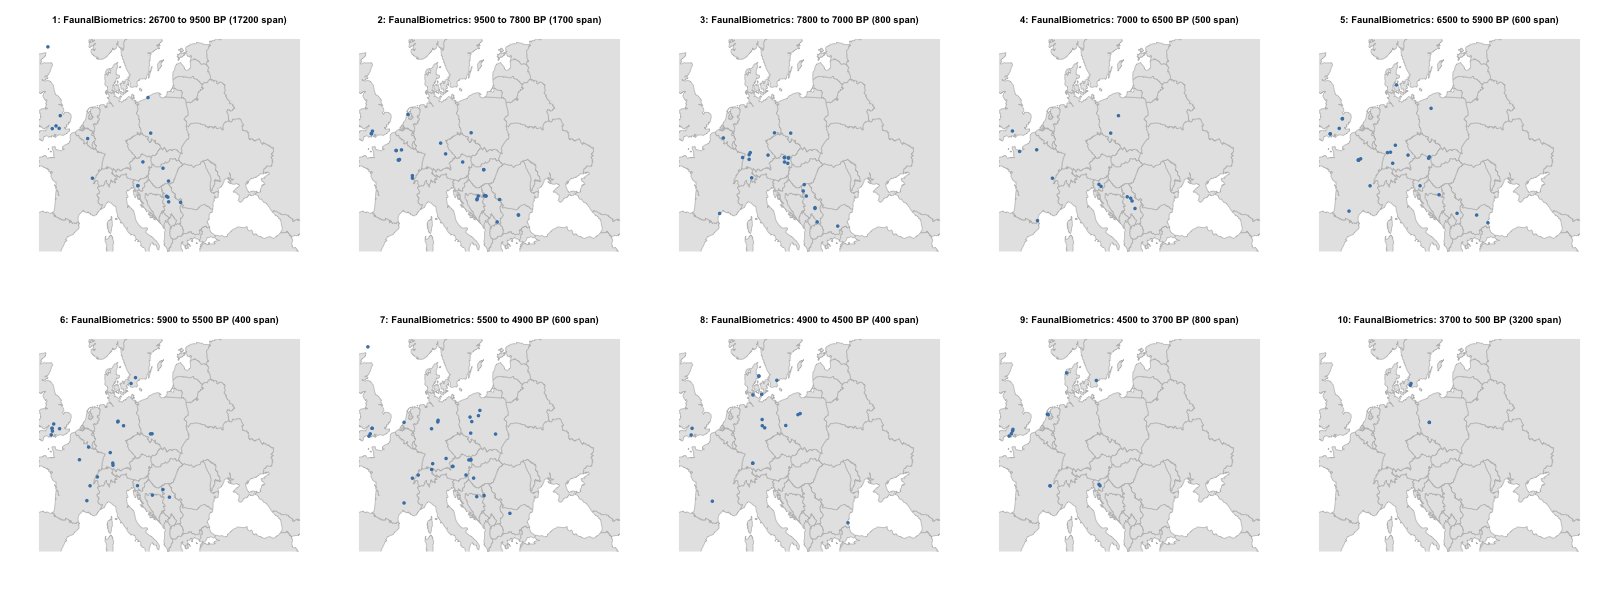 1: FaunalBiometrics: 26700 to 9500 BP (17200 span)
2: FaunalBiometrics: 9500 to 7800 BP (1700 span)
3: FaunalBiometrics: 7800 to 7000 BP (800 span)
4: FaunalBiometrics: 7000 to 6500 BP (500 span)
5: FaunalBiometrics: 6500 to 5900 BP (600 span)
6: FaunalBiometrics: 5900 to 5500 BP (400 span)
7: FaunalBiometrics: 5500 to 4900 BP (600 span)
8: FaunalBiometrics: 4900 to 4500 BP (400 span)
9: FaunalBiometrics: 4500 to 3700 BP (800 span)
10: FaunalBiometrics: 3700 to 500 BP (3200 span)